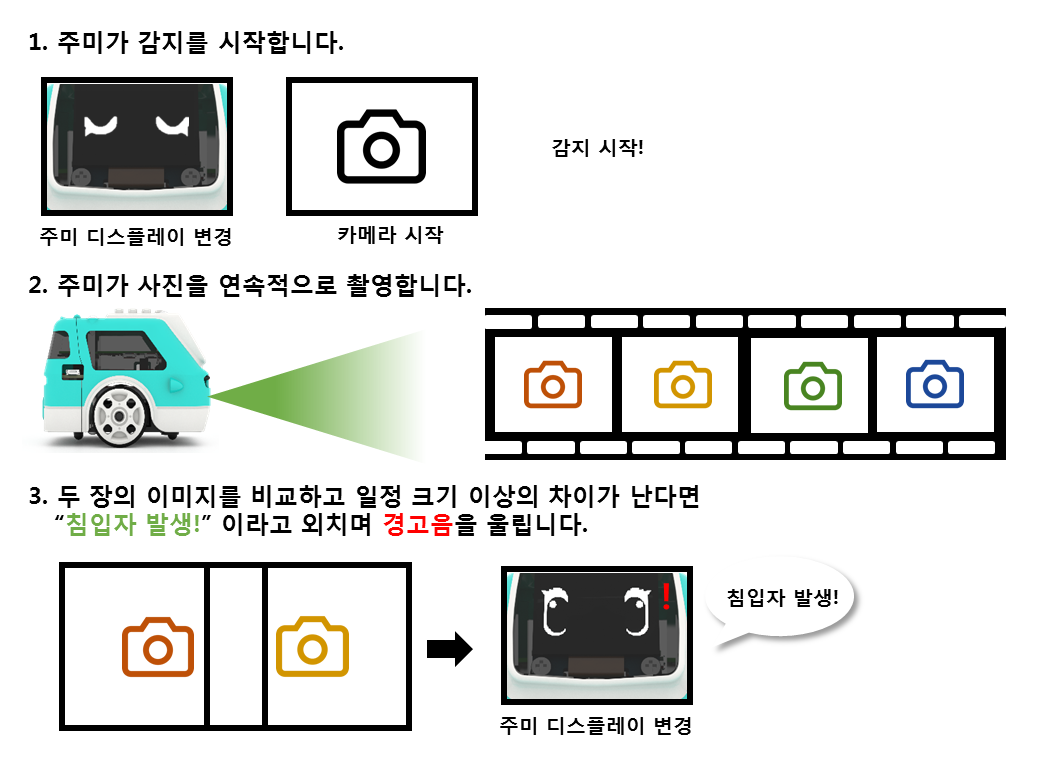 1. 주미가 감지를 시작합니다.
감지 시작!
주미 디스플레이 변경
카메라 시작
2. 주미가 사진을 연속적으로 촬영합니다.
3. 두 장의 이미지를 비교하고 일정 크기 이상의 차이가 난다면
“침입자 발생!” 이라고 외치며 경고음을 울립니다.
!
침입자 발생!
주미 디스플레이 변경